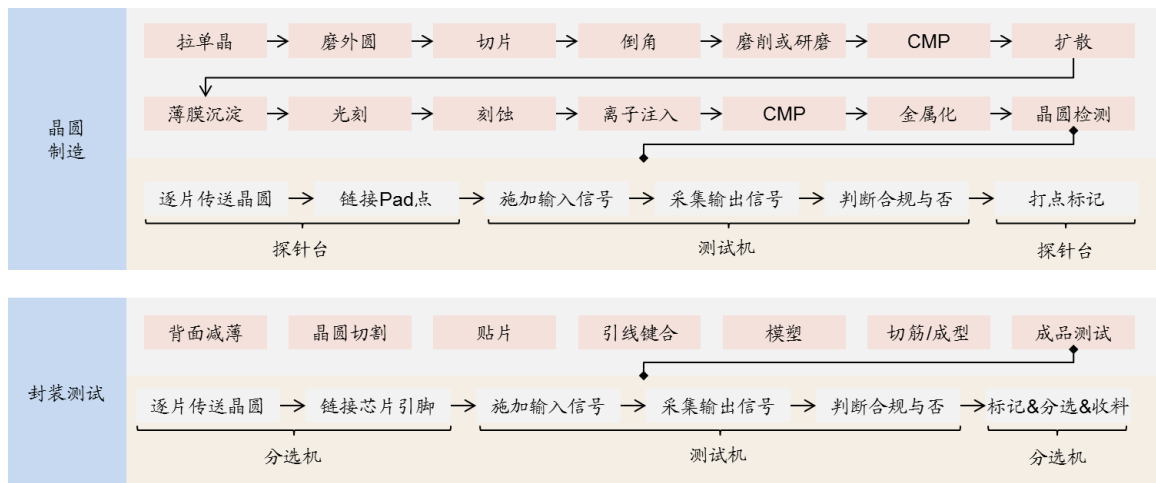 晶圆
制造
拉单晶
磨外圆
切片
倒角
磨削或研磨
CMP
扩散
薄膜沉淀
光刻
刻蚀
离子注入
CMP
金属化
晶圆检测
逐片传送晶圆
链接Pad点
施加输入信号
采集输出信号
判断合规与否
打点标记
探针台
测试机
探针台
封装测试
背面减薄
晶圆切割
贴片
引线键合
模塑
切筋/成型
成品测试
逐片传送晶圆
链接芯片引脚
施加输入信号
采集输出信号
判断合规与否
标记&分选&收料
分选机
测试机
分选机